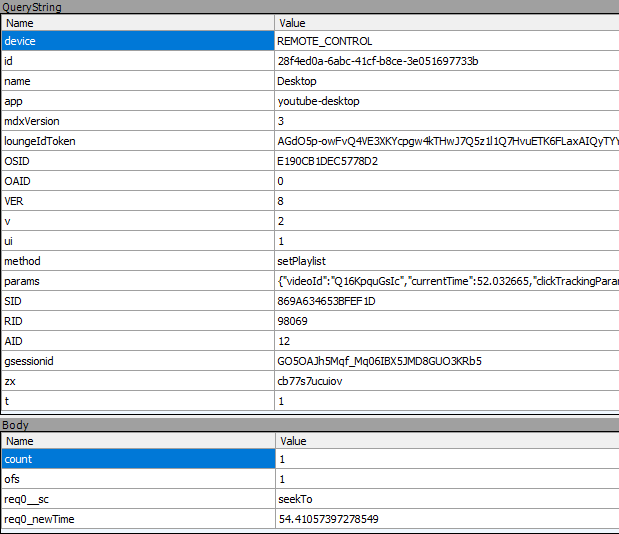 QueryString
Name Value
device REMOTE_CONTROL
id 28f4ed0a-6abc-41cf-b8ce-3e051697733b
name Desktop
app youtube-desktop
mdxVersion 3
loungeIdToken AGdO5p-owFvQ4VE3XKYcpgw4kTHwJ7Q5z1l1Q7HvuETK6FLaxAIQyTYY
OSID E190CB1DEC5778D2
OAID 0
VER 8
v 2
ui 1
method setPlaylist
params {"videoId":"Q16KpquGsIc","currentTime":52.032665,"clickTrackingParam
SID 869A634653BFEF1D
RID 98069
AID 12
gsessionid GO5OAJh5Mqf_Mq06IBX5JMD8GUO3KRb5
zx cb77s7ucuiov
t 1
Body
Name Value
count 1
ofs 1
req0__sc seekTo
req0_newTime 54.41057397278549